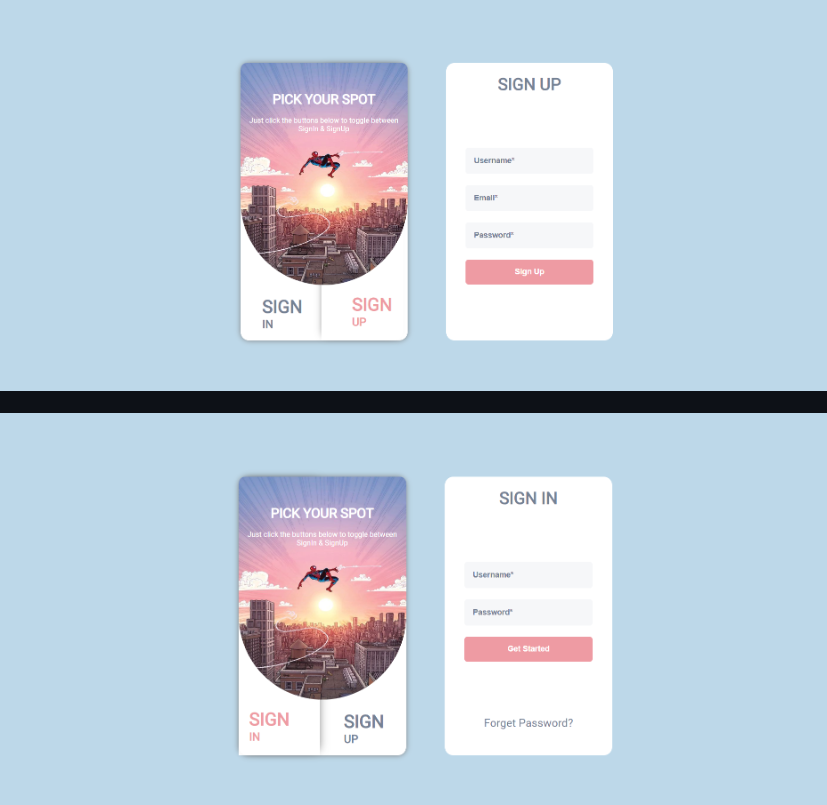 PICK YOUR SPOT
Just click the buttons below to toggle between
SignIn & SignUp
SIGN
IN
SIGN
UP
SIGN UP
Username*
Email*
Password*
Sign Up
PICK YOUR SPOT
Just click the buttons below to toggle between
SignIn & SignUp
SIGN
IN
SIGN
UP
SIGN IN
Username*
Password*
Get Started
Forget Password?